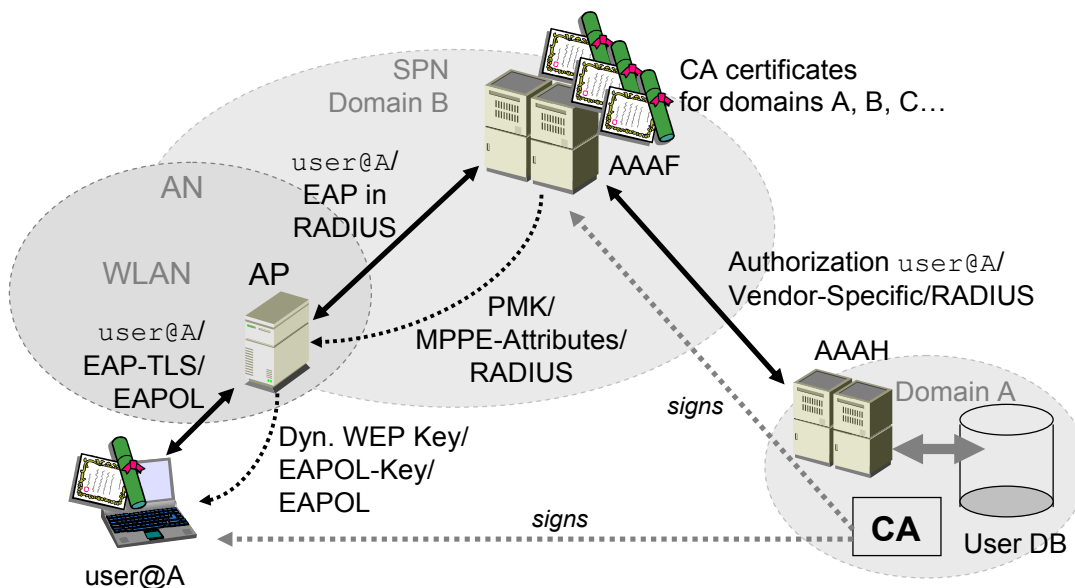 SPN
Domain B
CA certificates
for domains A, B, C…
AAAF
user@A/
EAP in
RADIUS
AN
WLAN
AP
user@A/
EAP-TLS/
EAPOL
PMK/
MPPE-Attributes/
RADIUS
Authorization user@A/
Vendor-Specific/RADIUS
AAAH
Domain A
signs
Dyn. WEP Key/
EAPOL-Key/
EAPOL
signs
CA
User DB
user@A